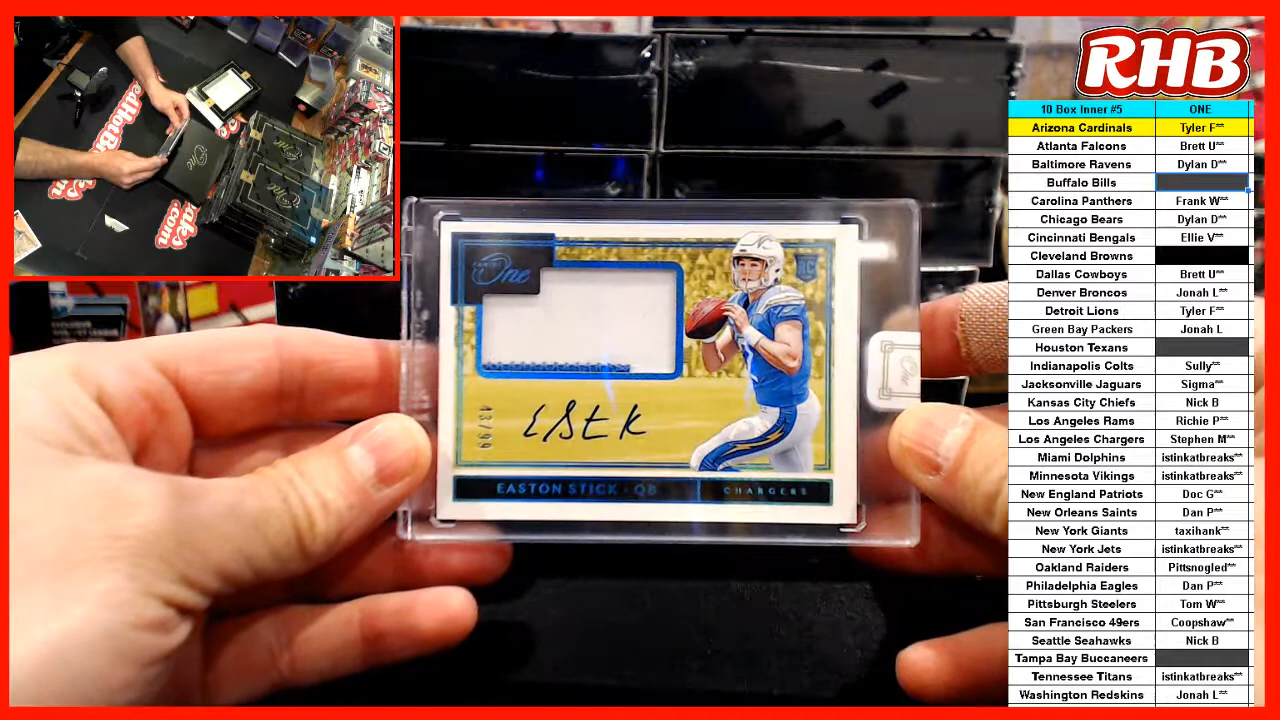 RHB
10 Box Inner #5 ONE
Arizona Cardinals Tyler F**
Atlanta Falcons Brett U**
Baltimore Ravens Dylan D**
Buffalo Bills
Carolina Panthers Frank W**
Chicago Bears Dylan D**
Cincinnati Bengals Ellie V**
Cleveland Browns
Dallas Cowboys Brett U**
Denver Broncos Jonah L**
Detroit Lions Tyler F**
Green Bay Packers Jonah L
Houston Texans
Indianapolis Colts Sully**
Jacksonville Jaguars Sigma**
Kansas City Chiefs Nick B
Los Angeles Rams Richie P**
Los Angeles Chargers Stephen M**
Miami Dolphins istinkatbreaks**
Minnesota Vikings istinkatbreaks**
New England Patriots Doc G**
New Orleans Saints Dan P**
New York Giants taxihank**
New York Jets istinkatbreaks**
Oakland Raiders Pittsnogled**
Philadelphia Eagles Dan P**
Pittsburgh Steelers Tom W**
San Francisco 49ers Coopshaw**
Seattle Seahawks Nick B
Tampa Bay Buccaneers
Tennessee Titans istinkatbreaks**
Washington Redskins Jonah L**
One
RC
43/99
E Stick
EASTON STICK - QB
CHARGERS